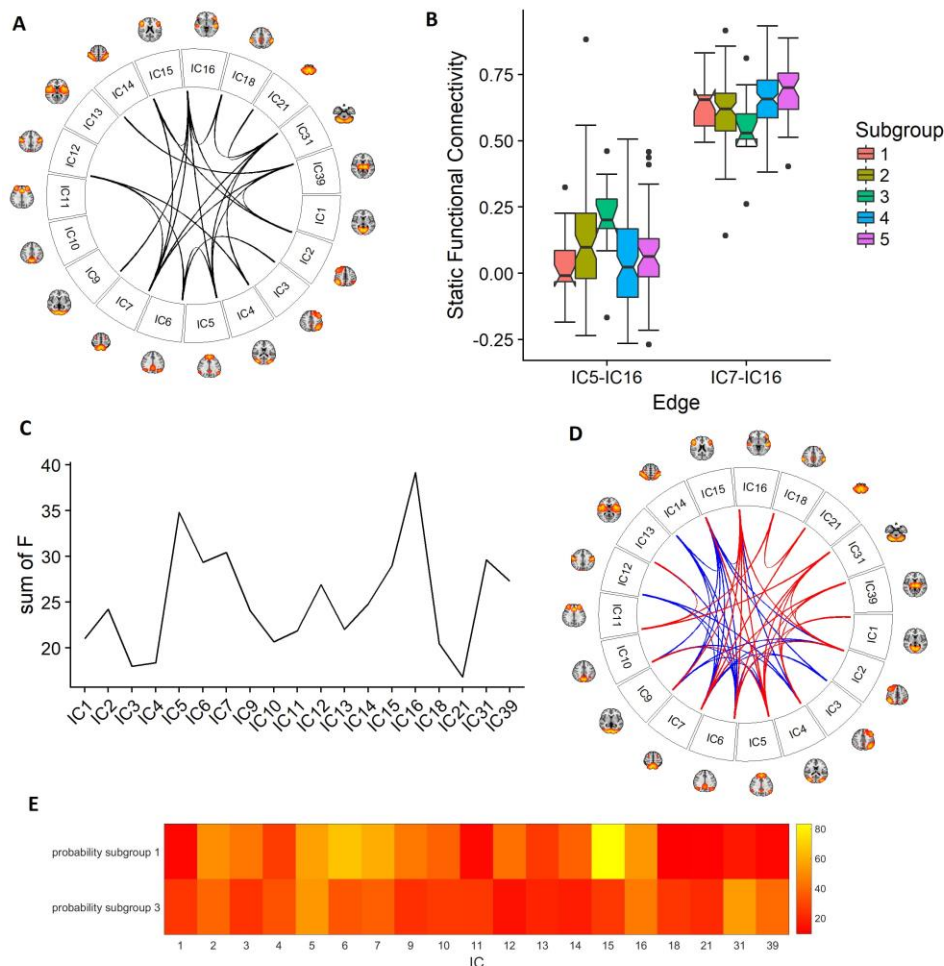 A
IC1
IC2
IC3
IC4
IC5
IC6
IC7
IC9
IC10
IC11
IC12
IC13
IC14
IC15
IC16
IC18
IC21
IC31
IC39
B
Static Functional Connectivity
0.75
0.50
0.25
0.00
-0.25
IC5-IC16 IC7-IC16
Edge
Subgroup
1
2
3
4
5
C
sum of F
40
35
30
25
20
IC1 IC2 IC3 IC4 IC5 IC6 IC7 IC9 IC10 IC11 IC12 IC13 IC14 IC15 IC16 IC18 IC21 IC31 IC39
D
IC1
IC2
IC3
IC4
IC5
IC6
IC7
IC9
IC10
IC11
IC12
IC13
IC14
IC15
IC16
IC18
IC21
IC31
IC39
E
probability subgroup 1
probability subgroup 3
1 2 3 4 5 6 7 9 10 11 12 13 14 15 16 18 21 31 39
IC
80
60
40
20